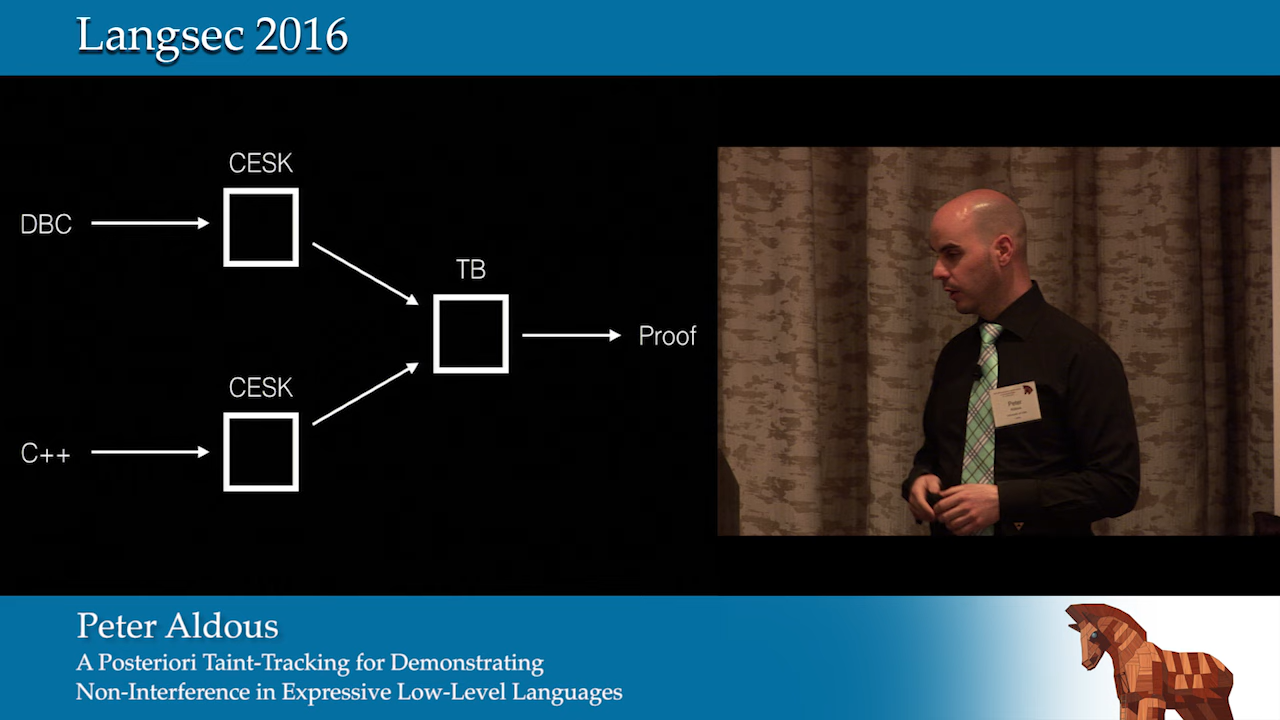 Langsec 2016
CESK
DBC
TB
Proof
CESK
C++
Peter
Peter Aldous
A Posteriori Taint-Tracking for Demonstrating
Non-Interference in Expressive Low-Level Languages